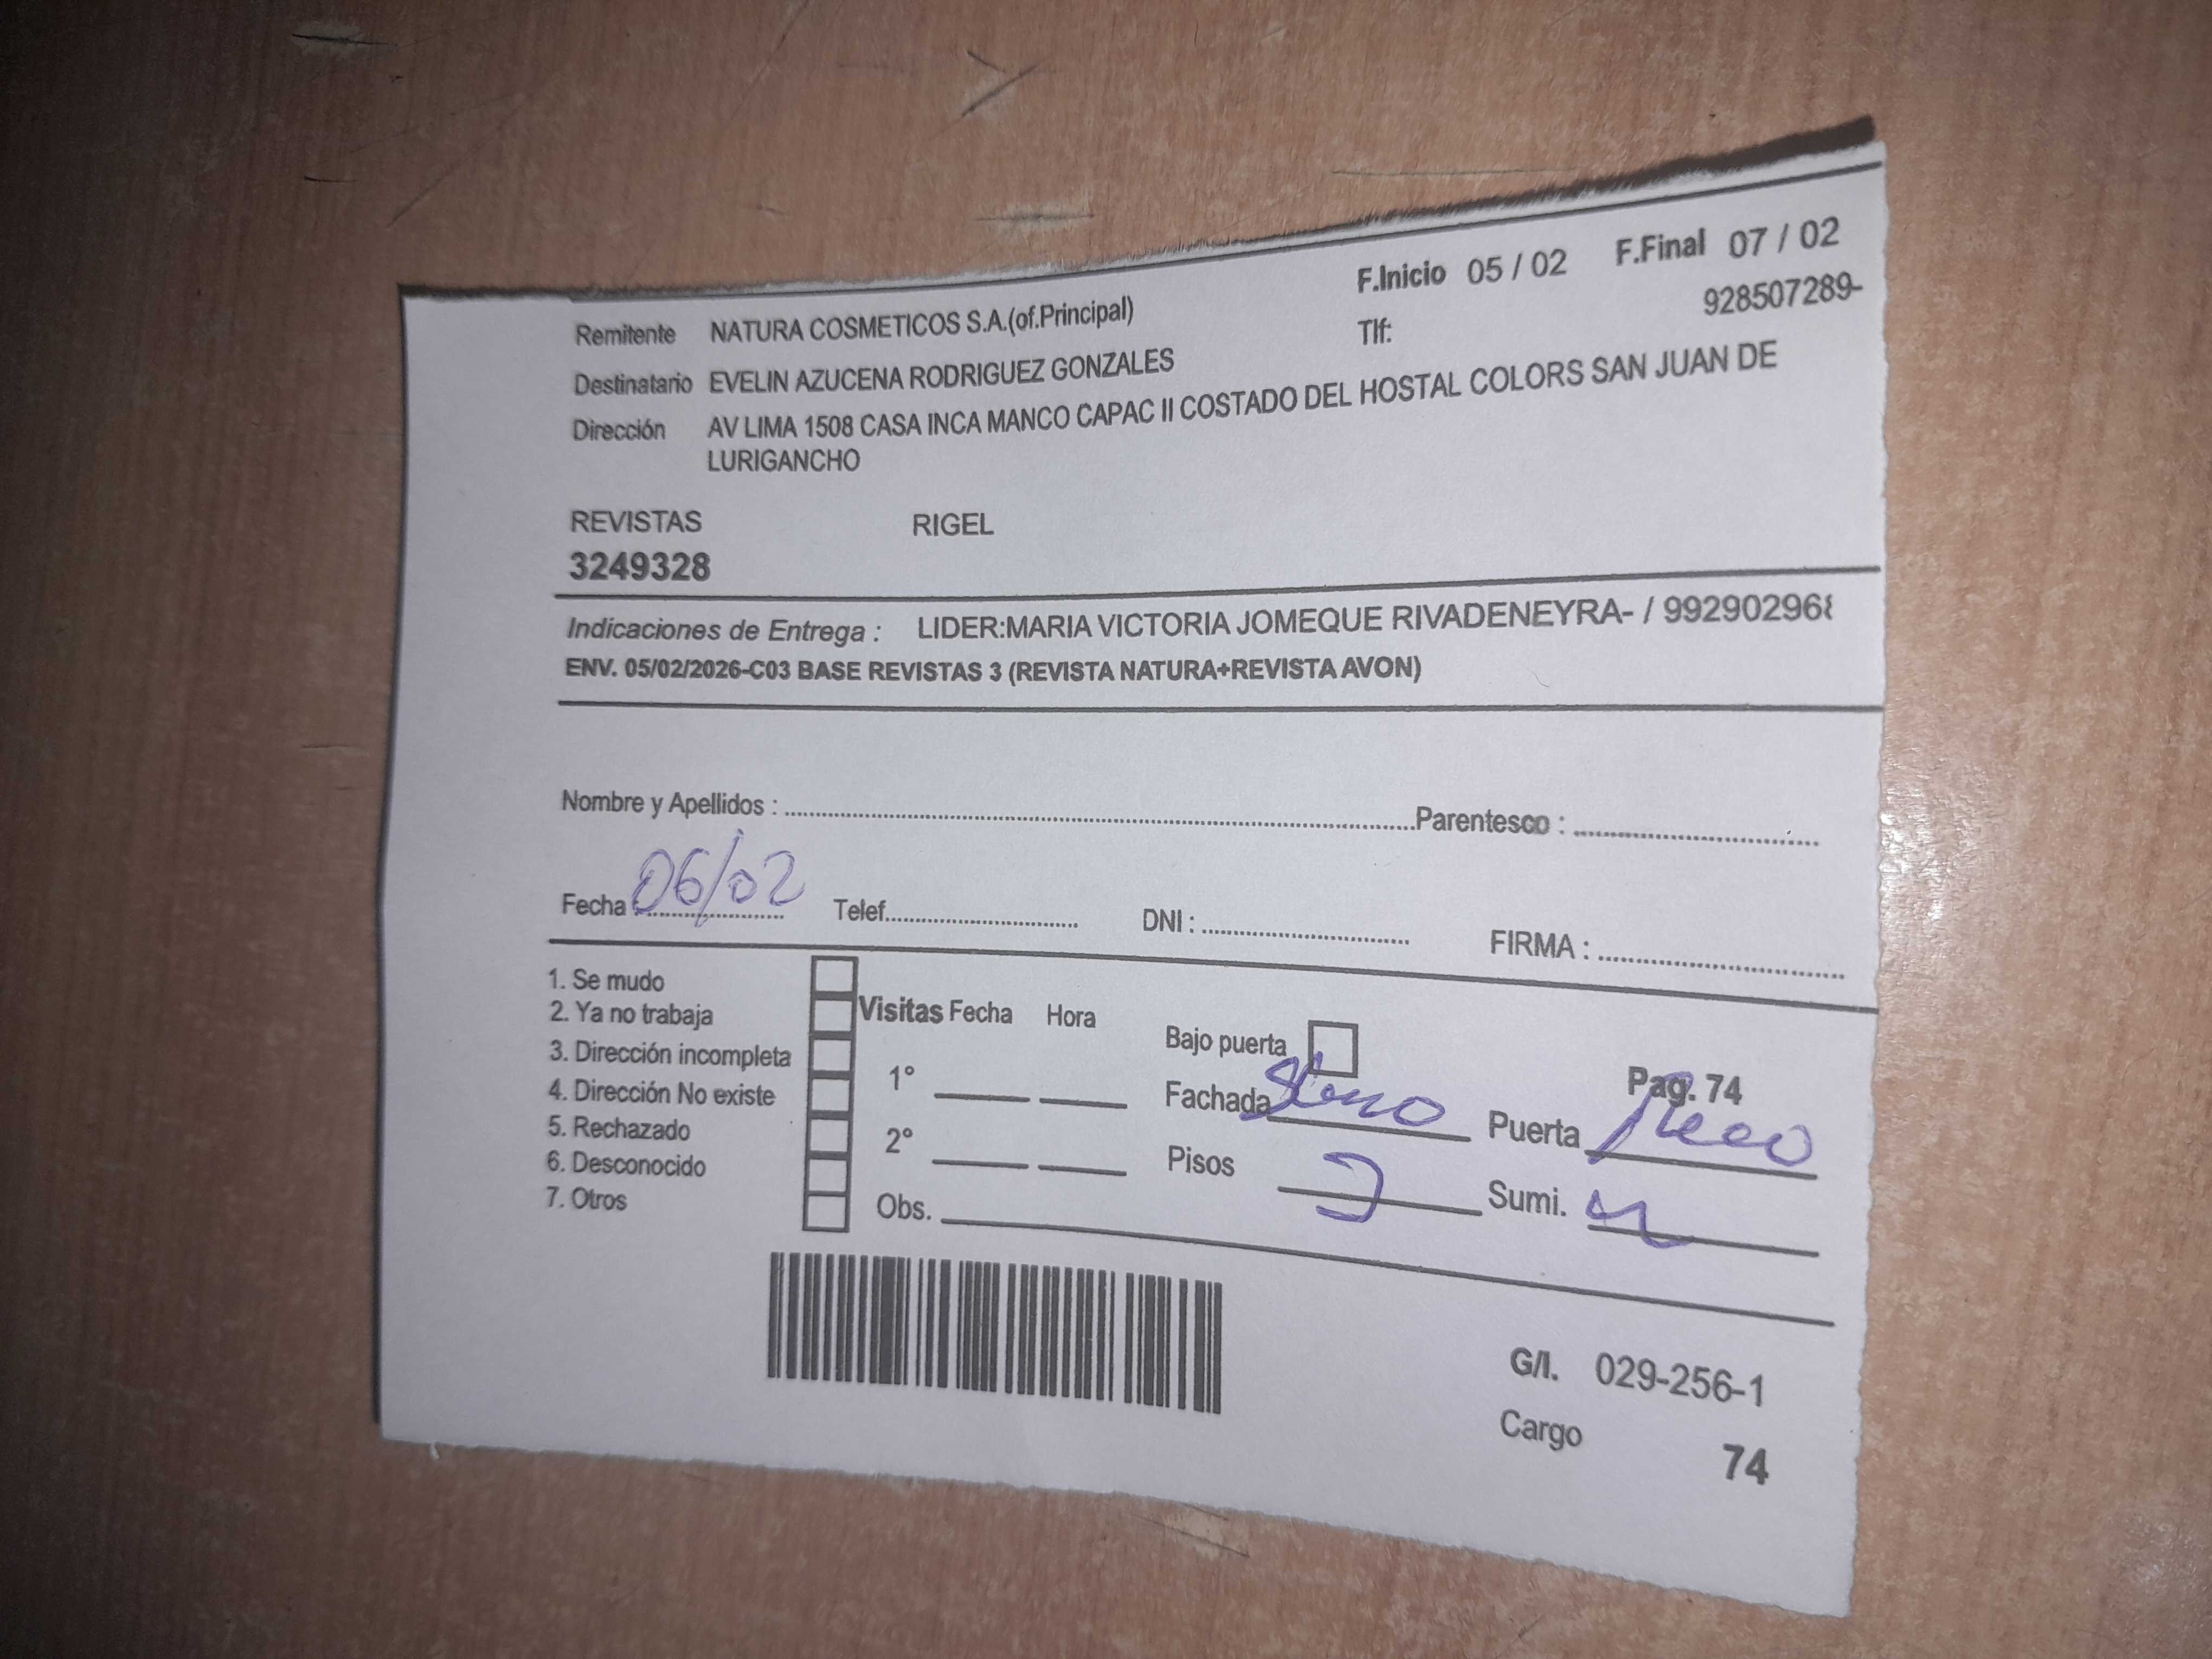 F.Inicio 05 / 02 F.Final 07 / 02
Remitente NATURA COSMETICOS S.A.(of.Principal) Tlf: 928507289-
Destinatario EVELIN AZUCENA RODRIGUEZ GONZALES
Dirección AV LIMA 1508 CASA INCA MANCO CAPAC II COSTADO DEL HOSTAL COLORS SAN JUAN DE
LURIGANCHO
REVISTAS RIGEL
3249328
Indicaciones de Entrega : LIDER:MARIA VICTORIA JOMEQUE RIVADENEYRA- / 992902968
ENV. 05/02/2026-C03 BASE REVISTAS 3 (REVISTA NATURA+REVISTA AVON)
Nombre y Apellidos : Parentesco :
Fecha : 06/02 Telef. DNI : FIRMA :
1. Se mudo
2. Ya no trabaja
3. Dirección incompleta
4. Dirección No existe
5. Rechazado
6. Desconocido
7. Otros
Visitas Fecha Hora
1°
2°
Obs.
Bajo puerta
Pag. 74
Fachada Puerta
Pisos Sumi.
G/I. 029-256-1
Cargo 74